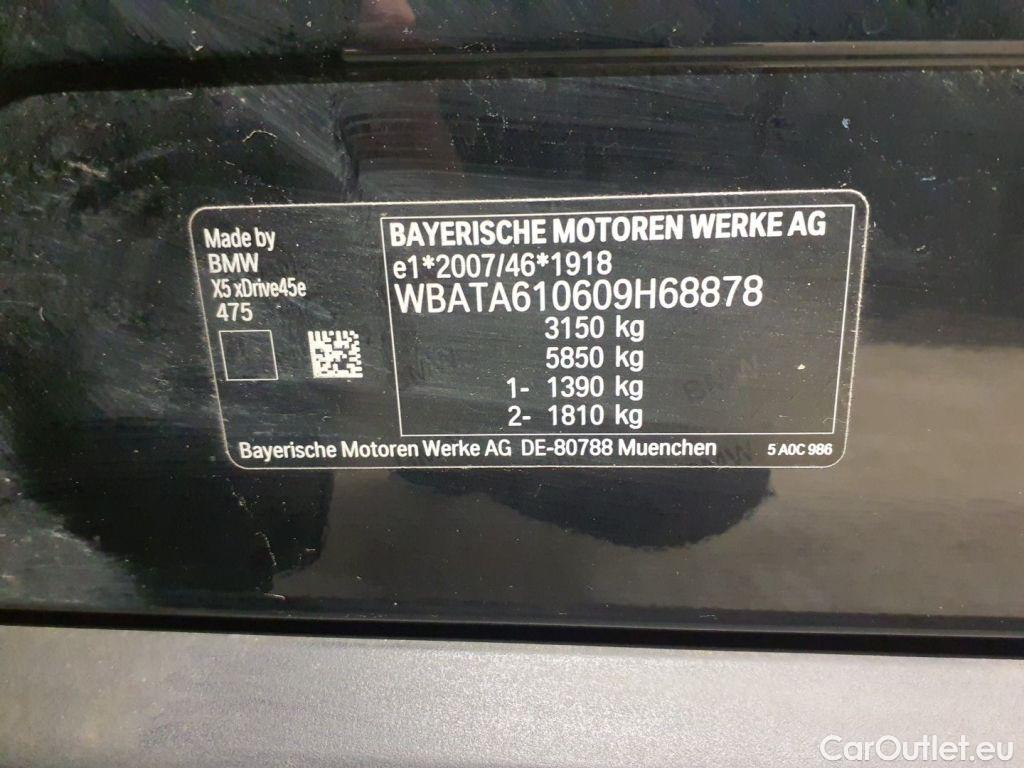 Made by
BMW
X5 xDrive45e
475
BAYERISCHE MOTOREN WERKE AG
e1*2007/46*1918
WBATA610609H68878
3150 kg
5850 kg
1- 1390 kg
2- 1810 kg
Bayerische Motoren Werke AG DE-80788 Muenchen
5 A0C 986
CarOutlet.eu